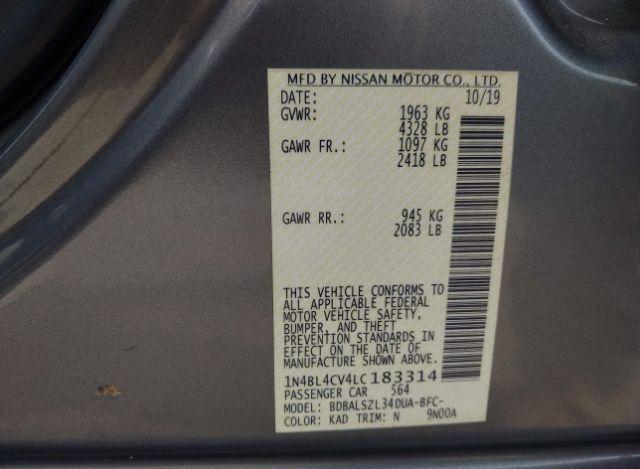 MFD BY NISSAN MOTOR CO., LTD.
DATE: 10/19
GVWR: 1963 KG
4328 LB
GAWR FR.: 1097 KG
2418 LB
GAWR RR.: 945 KG
2083 LB
THIS VEHICLE CONFORMS TO
ALL APPLICABLE FEDERAL
MOTOR VEHICLE SAFETY,
BUMPER, AND THEFT
PREVENTION STANDARDS IN
EFFECT ON THE DATE OF
MANUFACTURE SHOWN ABOVE.
1N4BL4CV4LC183314
PASSENGER CAR 564
MODEL: BDBALSZL34DUA-BFC-
COLOR: KAD TRIM: N 9N00A